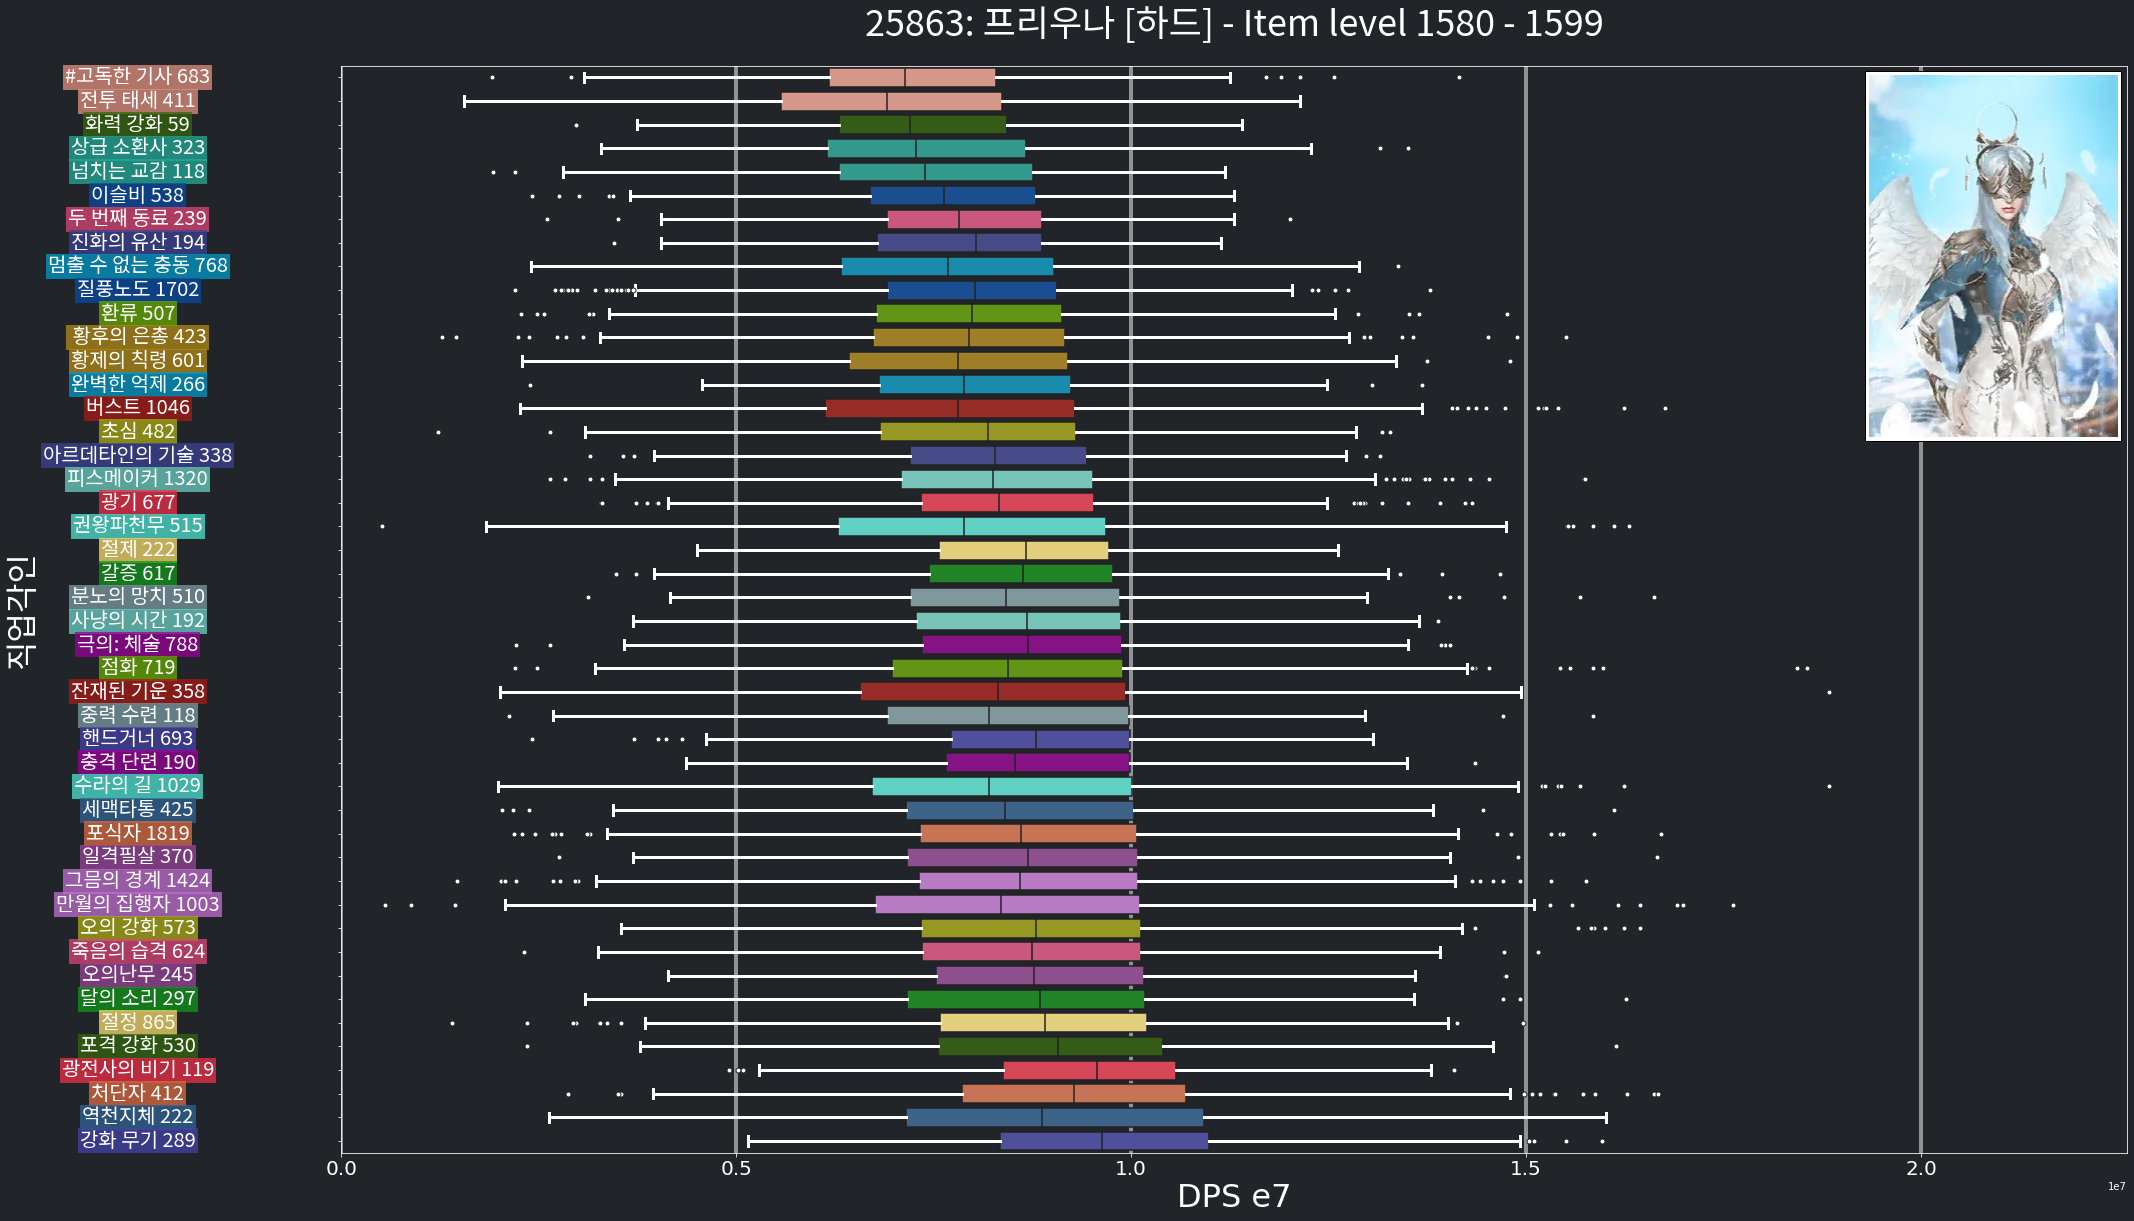 25863: 프리우나 [하드] - Item level 1580 - 1599
#고독한 기사 683
전투 태세 411
화력 강화 59
상급 소환사 323
넘치는 교감 118
이슬비 538
두 번째 동료 239
진화의 유산 194
멈출 수 없는 충동 768
질풍노도 1702
환류 507
황후의 은총 423
황제의 칙령 601
완벽한 억제 266
버스트 1046
초심 482
아르데타인의 기술 338
피스메이커 1320
광기 677
권왕파천무 515
절제 222
갈증 617
분노의 망치 510
사냥의 시간 192
극의: 체술 788
점화 719
잔재된 기운 358
중력 수련 118
핸드거너 693
충격 단련 190
수라의 길 1029
세맥타통 425
포식자 1819
일격필살 370
그믐의 경계 1424
만월의 집행자 1003
오의 강화 573
죽음의 습격 624
오의난무 245
달의 소리 297
절정 865
포격 강화 530
광전사의 비기 119
처단자 412
역천지체 222
강화 무기 289
직업각인
0.0 0.5 1.0 1.5 2.0
DPS e7
1e7